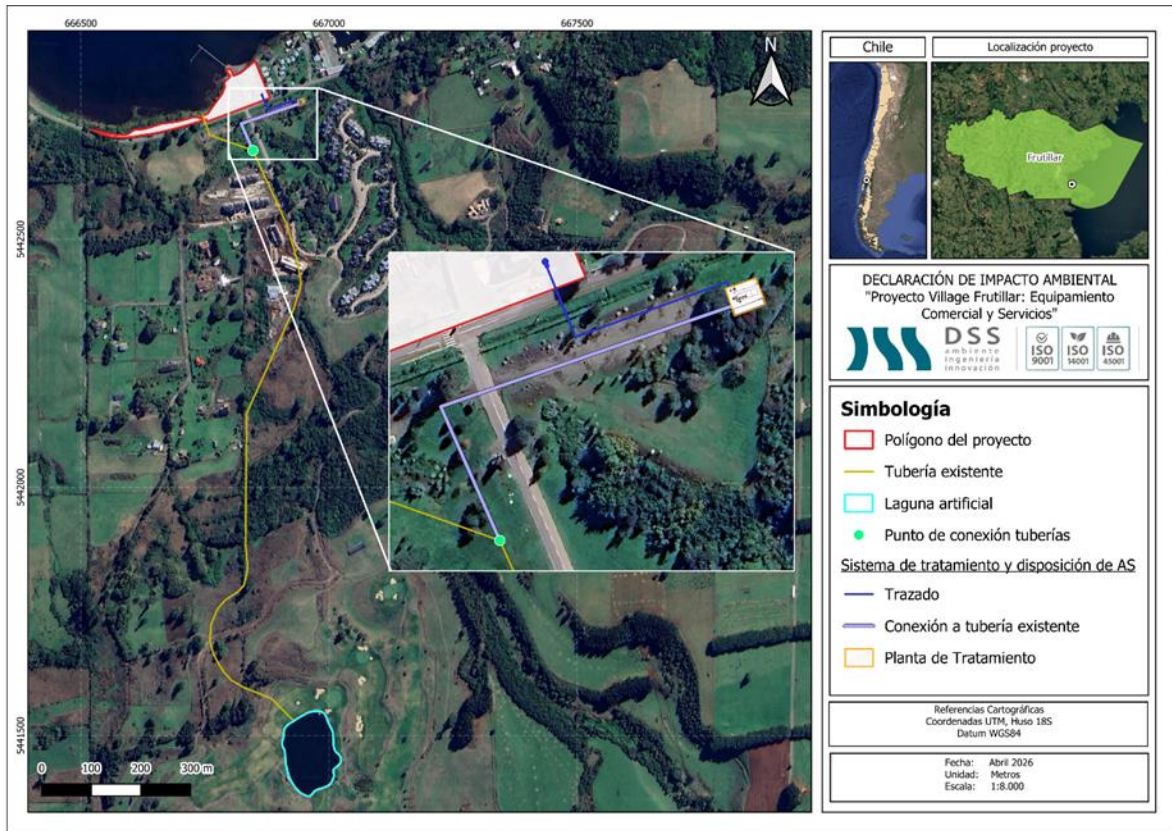 666500
667000
667500
5442500
5442000
5441500
N
0 100 200 300 m
Chile
Localización proyecto
Frutillar
DECLARACIÓN DE IMPACTO AMBIENTAL
"Proyecto Village Frutillar: Equipamiento
Comercial y Servicios"
DSS
ambiente
ingeniería
innovación
ISO
9001
ISO
14001
ISO
45001
Simbología
Polígono del proyecto
Tubería existente
Laguna artificial
Punto de conexión tuberías
Sistema de tratamiento y disposición de AS
Trazado
Conexión a tubería existente
Planta de Tratamiento
Referencias Cartográficas
Coordenadas UTM, Huso 18S
Datum WGS84
Fecha: Abril 2026
Unidad: Metros
Escala: 1:8.000